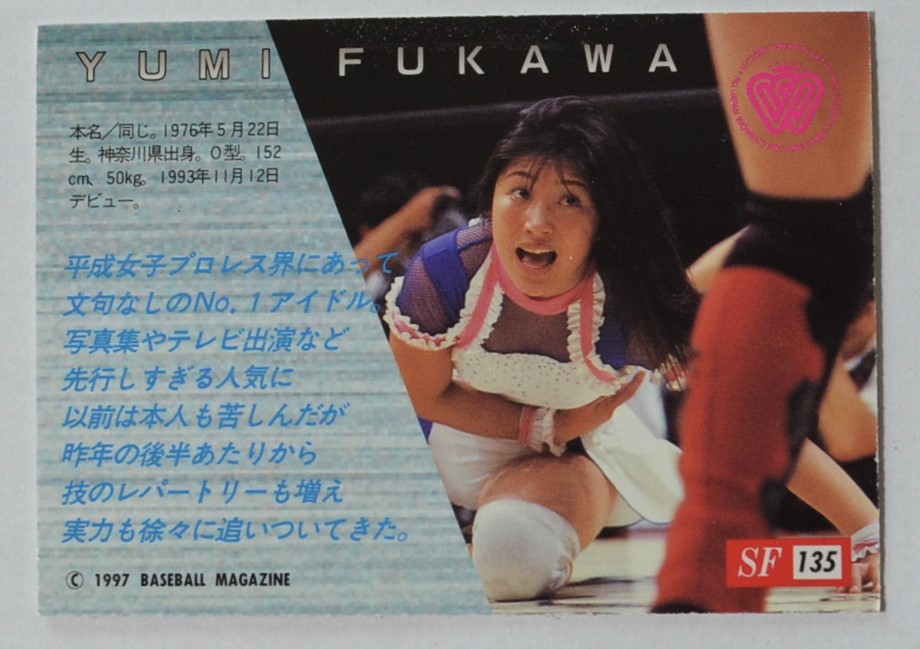 YUMI FUKAWA
本名／同じ。1976年5月22日
生。神奈川県出身。O型。152
cm、50kg。1993年11月12日
デビュー。
平成女子プロレス界にあって
文句なしのNo.1アイドル。
写真集やテレビ出演など
先行しすぎる人気に
以前は本人も苦しんだが
昨年の後半あたりから
技のレパートリーも増え
実力も徐々に追いついてきた。
© 1997 BASEBALL MAGAZINE
SF 135